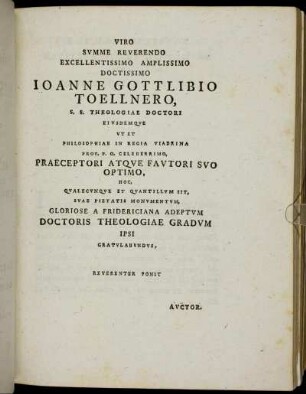 VIRO
SVMME REVERENDO
EXCELLENTISSIMO AMPLISSIMO
DOCTISSIMO
IOANNE GOTTLIBIO
TOELLNERO,
S. S. THEOLOGIAE DOCTORI
EIVSDEMQVE
VT ET
PHILOSOPHIAE IN REGIA VIADRINA
PROF. P. O. CELEBERRIMO,
PRAECEPTORI ATQVE FAVTORI SVO
OPTIMO,
HOC,
QVALECVNQVE ET QVANTILLVM SIT,
SVAE PIETATIS MONVMENTVM,
GLORIOSE A FRIDERICIANA ADEPTVM
DOCTORIS THEOLOGIAE GRADVM
IPSI
GRATVLABVNDVS,
REVERENTER PONIT
AVCTOR.